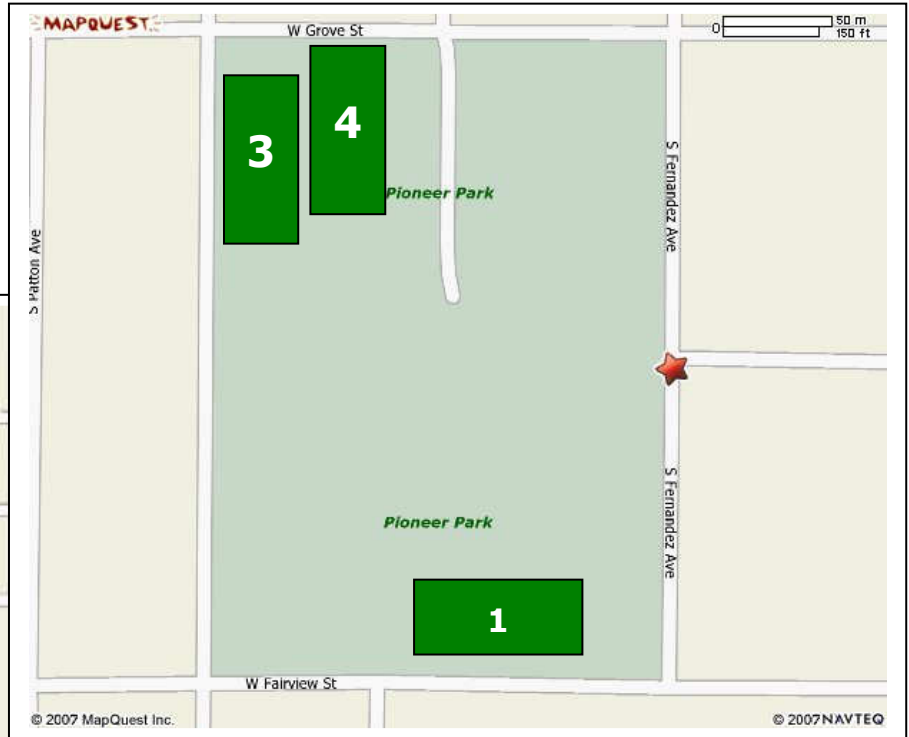 MAPQUEST
W Grove St
0
50 m
150 ft
3
4
Pioneer Park
S Fernandez Ave
S Patton Ave
S Fernandez Ave
Pioneer Park
1
W Fairview St
© 2007 MapQuest Inc.
© 2007 NAVTEQ